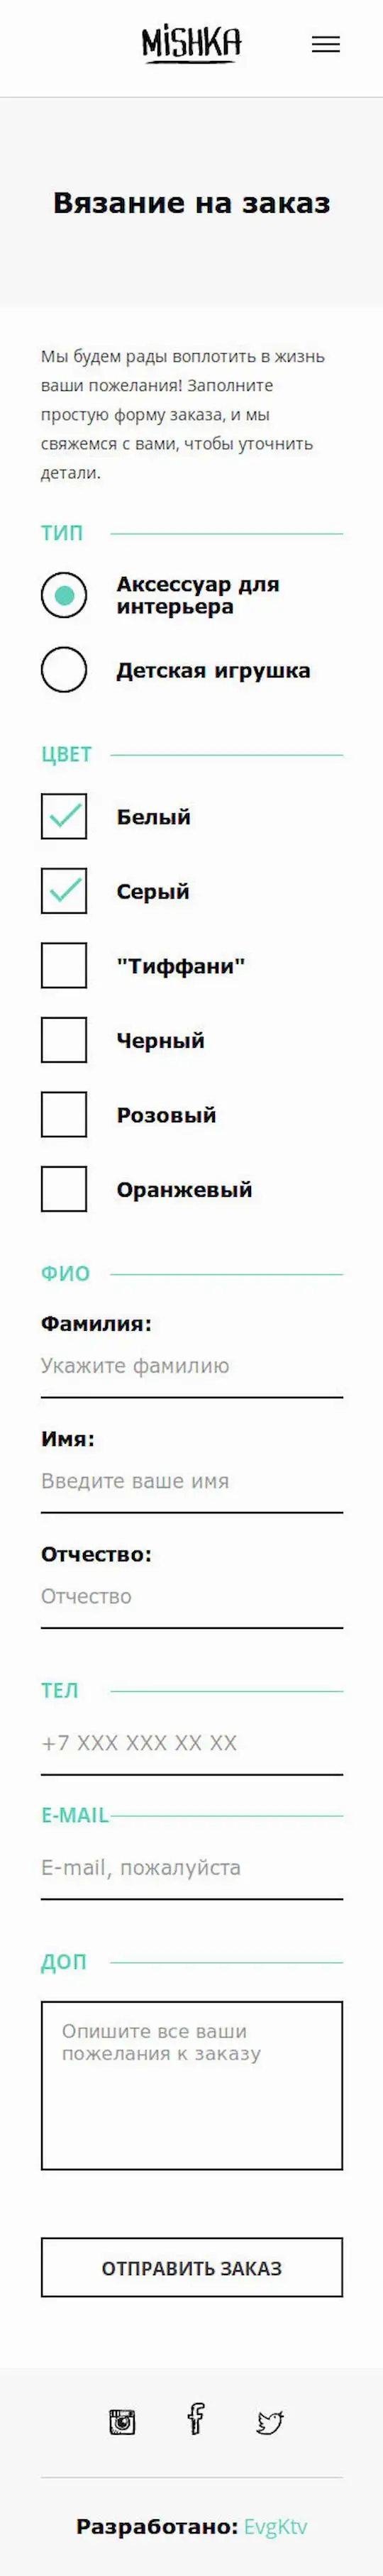 MiSHKA
Вязание на заказ
Мы будем рады воплотить в жизнь
ваши пожелания! Заполните
простую форму заказа, и мы
свяжемся с вами, чтобы уточнить
детали.
ТИП
Аксессуар для
интерьера
Детская игрушка
ЦВЕТ
Белый
Серый
"Тиффани"
Черный
Розовый
Оранжевый
ФИО
Фамилия:
Укажите фамилию
Имя:
Введите ваше имя
Отчество:
Отчество
ТЕЛ
+7 XXX XXX XX XX
E-MAIL
E-mail, пожалуйста
ДОП
Опишите все ваши
пожелания к заказу
ОТПРАВИТЬ ЗАКАЗ
Разработано: EvgKtv